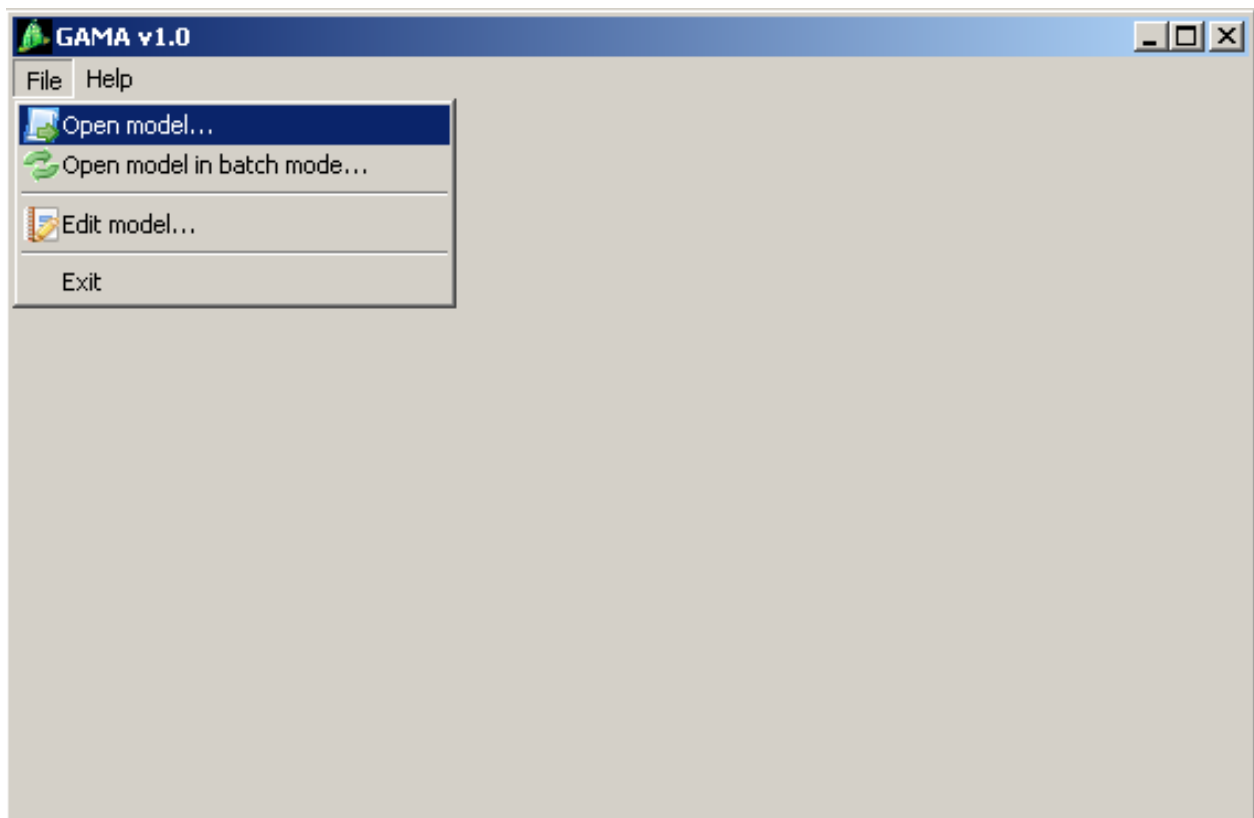 GAMA v1.0
File Help
Open model...
Open model in batch mode...
Edit model...
Exit